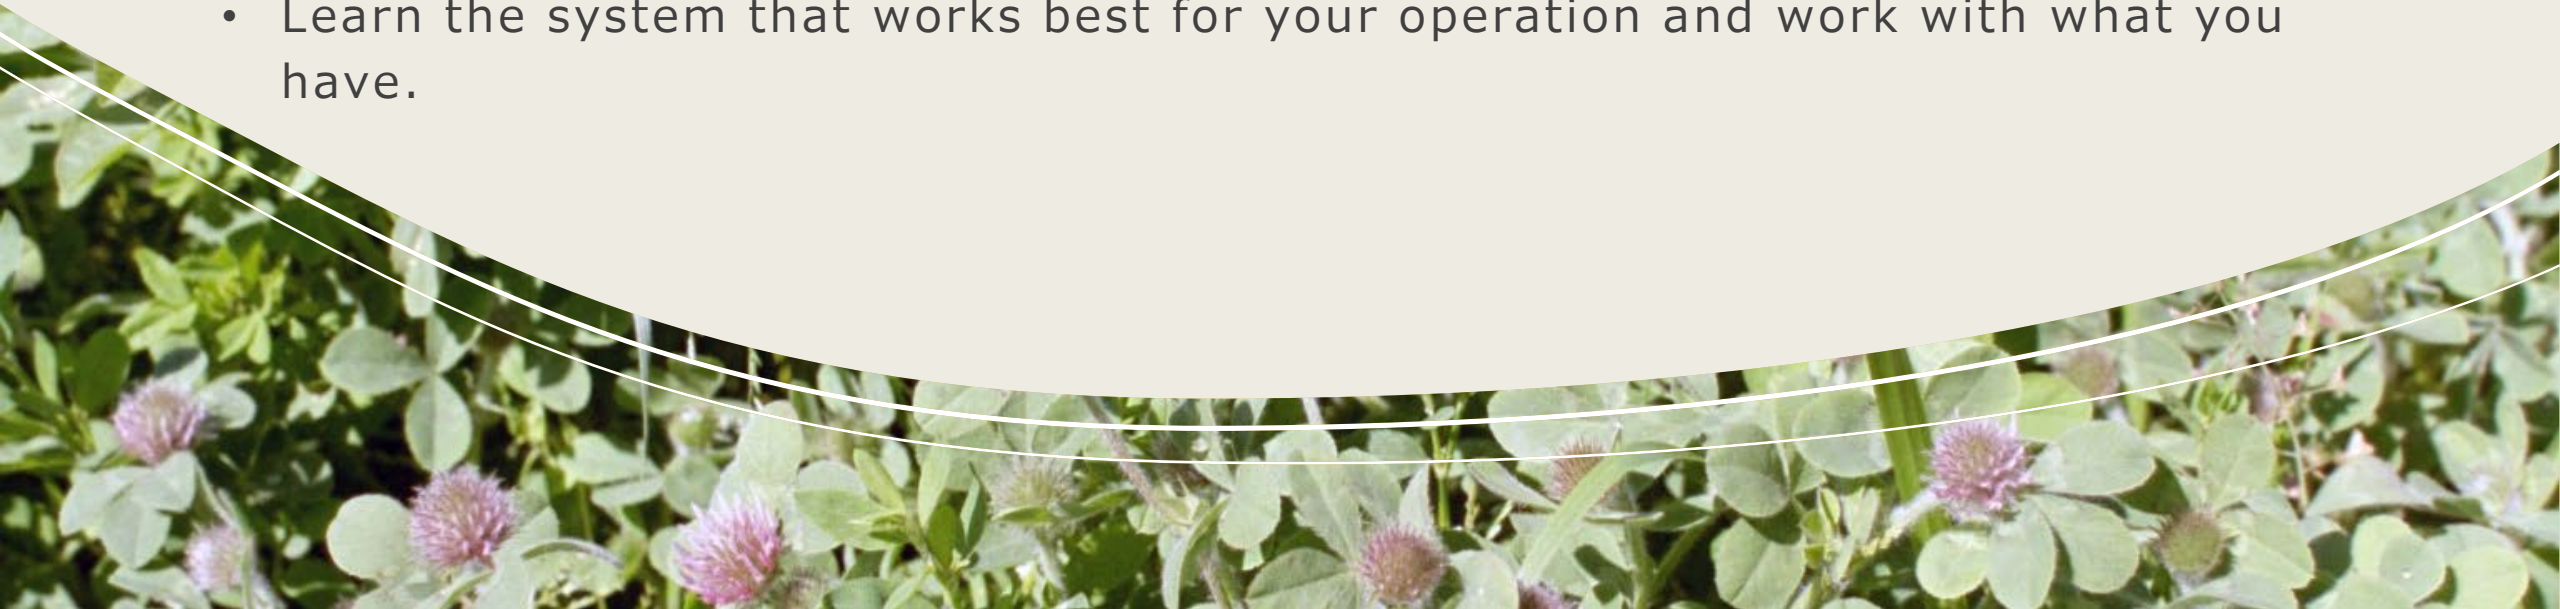 • Learn the system that works best for your operation and work with what you
have.